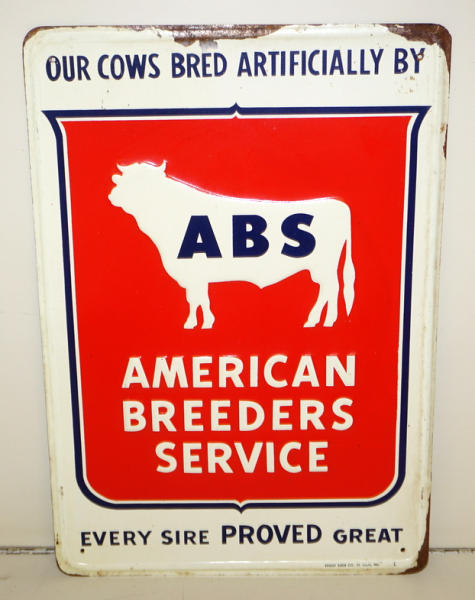 OUR COWS BRED ARTIFICIALLY BY
ABS
AMERICAN
BREEDERS
SERVICE
EVERY SIRE PROVED GREAT